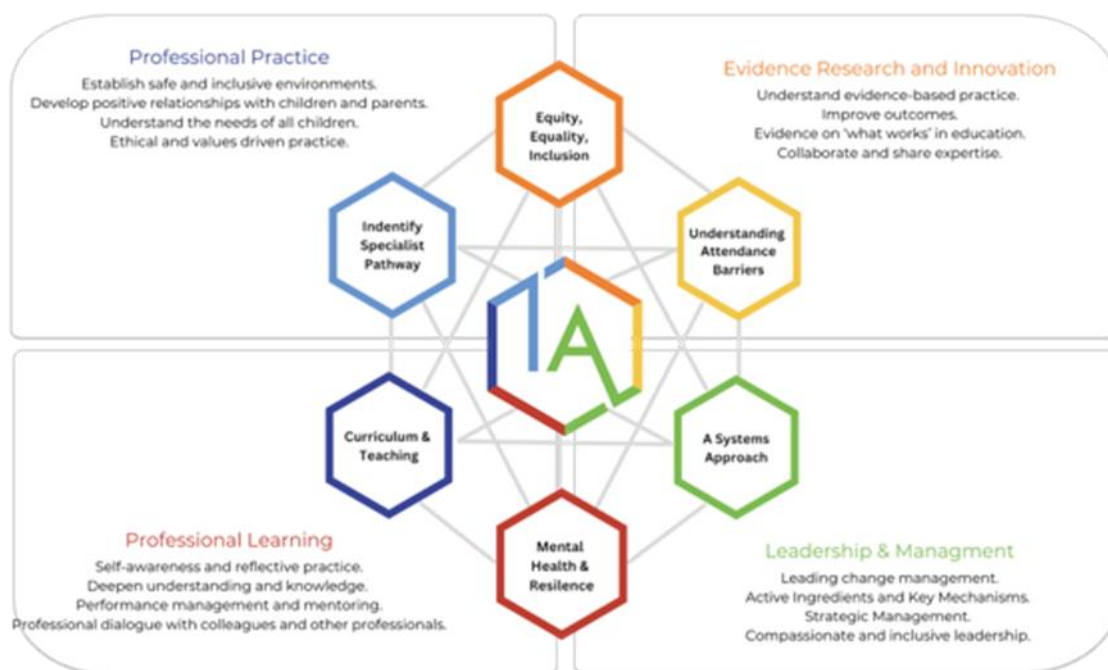 Professional Practice
Establish safe and inclusive environments.
Develop positive relationships with children and parents.
Understand the needs of all children.
Ethical and values driven practice.
Evidence Research and Innovation
Understand evidence-based practice.
Improve outcomes.
Evidence on ‘what works’ in education.
Collaborate and share expertise.
Equity,
Equality,
Inclusion
Indentify
Specialist
Pathway
Understanding
Attendance
Barriers
1A
Curriculum &
Teaching
A Systems
Approach
Mental
Health &
Resilence
Professional Learning
Self-awareness and reflective practice.
Deepen understanding and knowledge.
Performance management and mentoring.
Professional dialogue with colleagues and other professionals.
Leadership & Managment
Leading change management.
Active Ingredients and Key Mechanisms.
Strategic Management.
Compassionate and inclusive leadership.